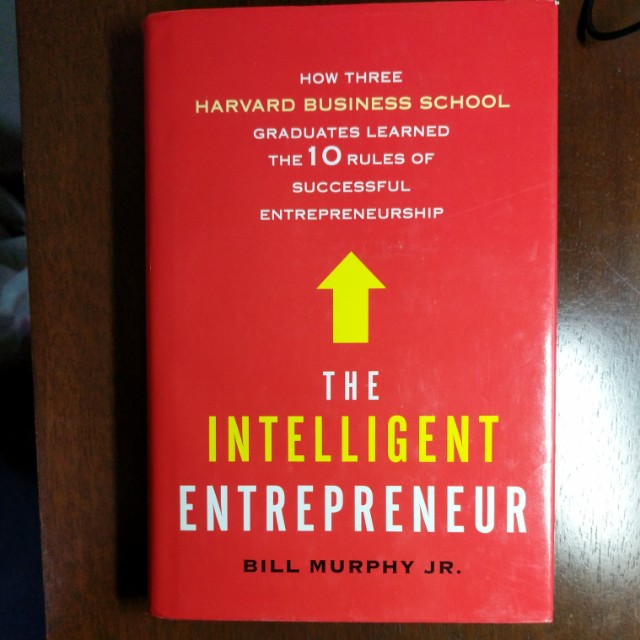 HOW THREE
HARVARD BUSINESS SCHOOL
GRADUATES LEARNED
THE 10 RULES OF
SUCCESSFUL
ENTREPRENEURSHIP
THE
INTELLIGENT
ENTREPRENEUR
BILL MURPHY JR.